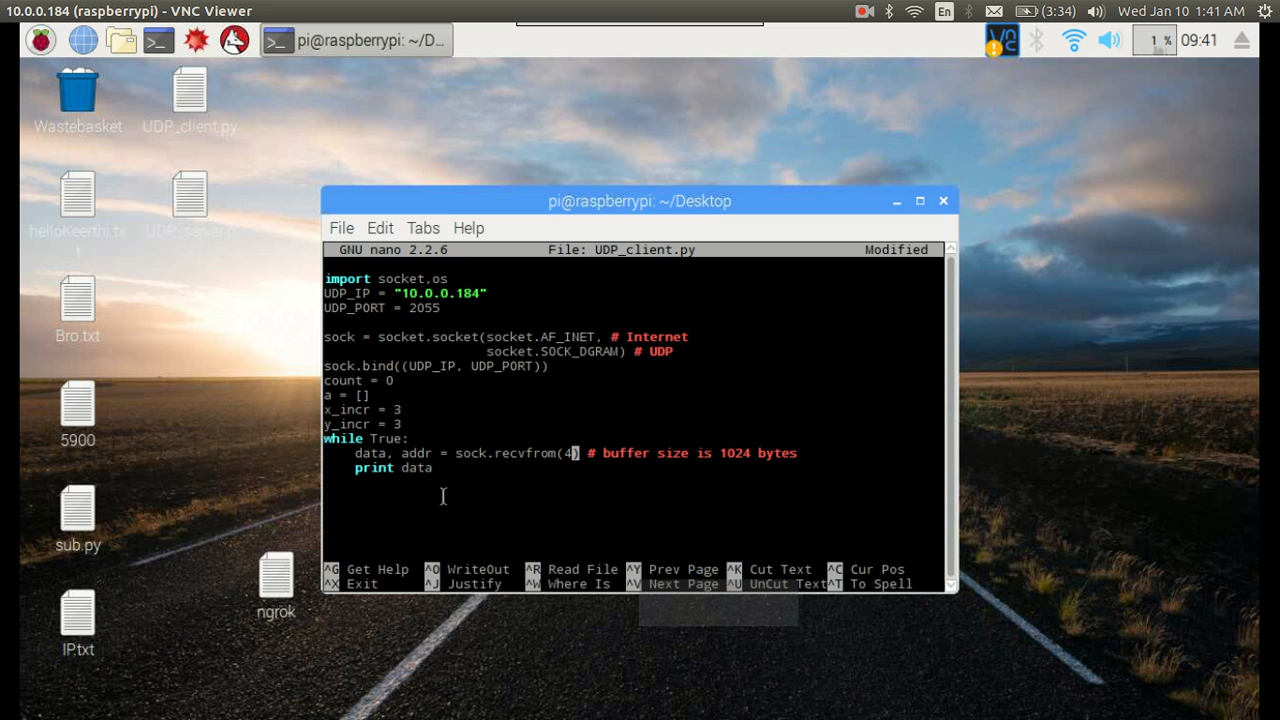 10.0.0.184 (raspberrypi) - VNC Viewer
En
(3:34)
Wed Jan 10 1:41 AM
pi@raspberrypi: ~/D...
1 %
09:41
Wastebasket
UDP_client.py
helloKeerthi.tx
t
Bro.txt
5900
sub.py
ngrok
IP.txt
pi@raspberrypi: ~/Desktop
File Edit Tabs Help
GNU nano 2.2.6 File: UDP_client.py Modified
import socket,os
UDP_IP = "10.0.0.184"
UDP_PORT = 2055
sock = socket.socket(socket.AF_INET, # Internet
socket.SOCK_DGRAM) # UDP
sock.bind((UDP_IP, UDP_PORT))
count = 0
a = []
x_incr = 3
y_incr = 3
while True:
data, addr = sock.recvfrom(4) # buffer size is 1024 bytes
print data
^G Get Help ^O WriteOut ^R Read File ^Y Prev Page ^K Cut Text ^C Cur Pos
^X Exit ^J Justify ^W Where Is ^V Next Page ^U UnCut Text ^T To Spell